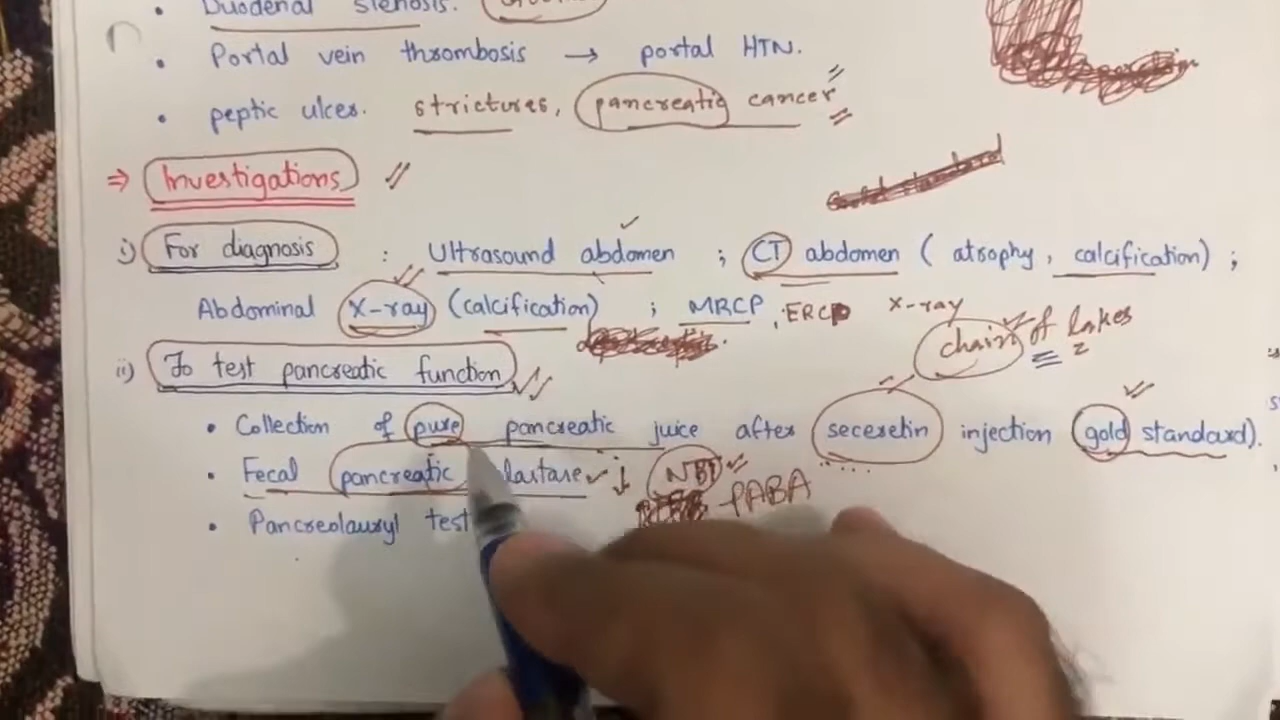 • Duodenal stenosis.
• Portal vein thrombosis → portal HTN.
• peptic ulcer. strictures, pancreatic cancer
⇒ Investigations
i) For diagnosis : Ultrasound abdomen ; CT abdomen ( atrophy, calcification) ;
Abdominal X-ray (calcification) ; MRCP, ERCP X-ray
chain of lakes
ii) To test pancreatic function
• Collection of pure pancreatic juice after seceretin injection gold standard).
• Fecal pancreatic elastase ↓ NBT
PABA
• Pancreolauryl test